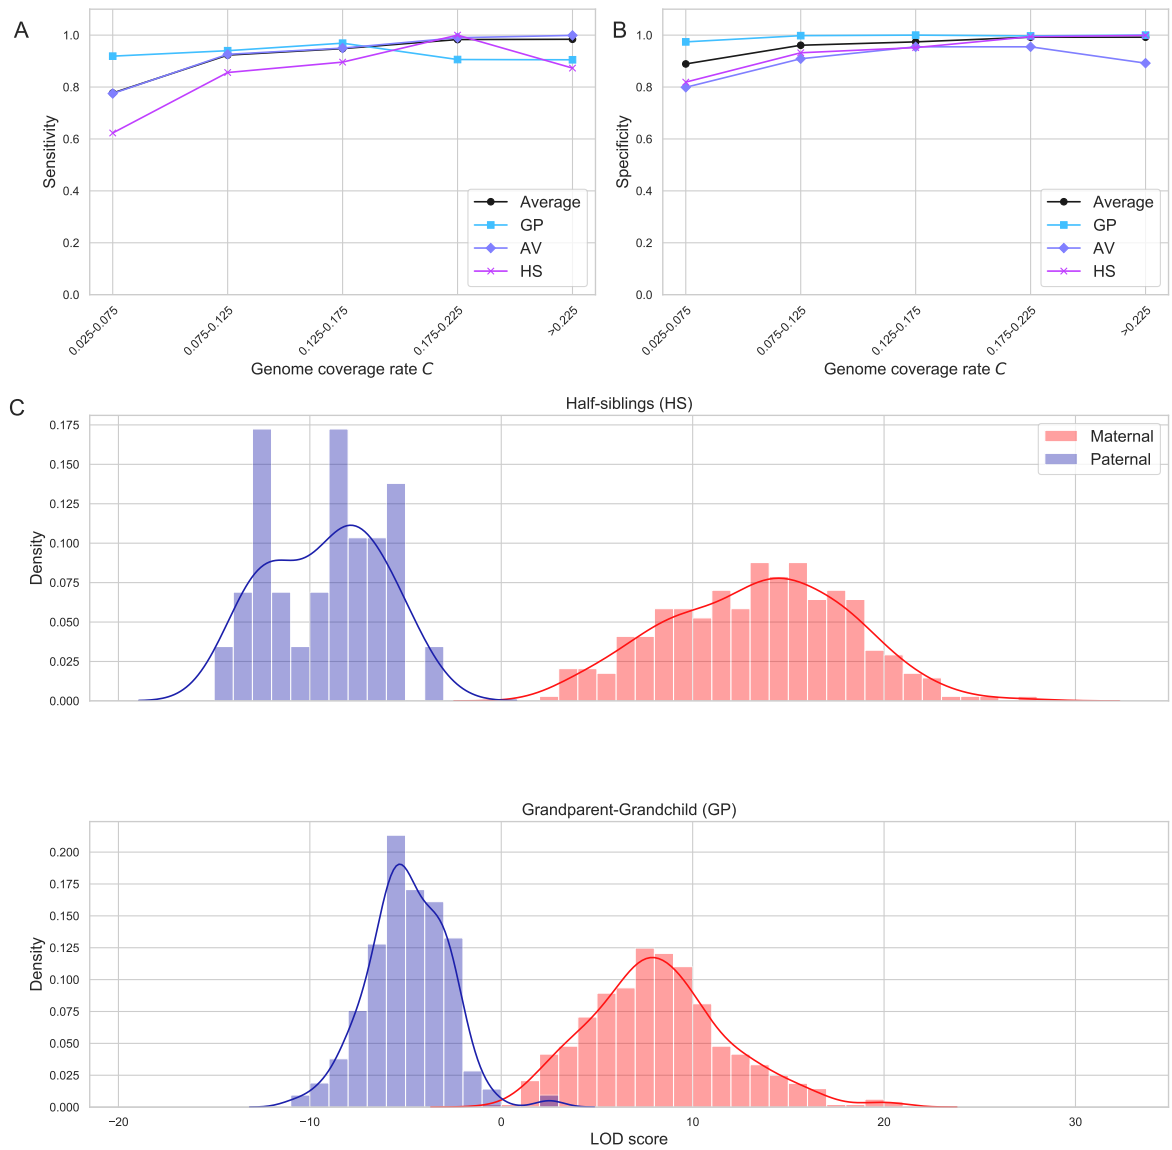 A
1.0
0.8
0.6
0.4
0.2
0.0
Sensitivity
Average
GP
AV
HS
0.025-0.075
0.075-0.125
0.125-0.175
0.175-0.225
>0.225
Genome coverage rate C
B
1.0
0.8
0.6
0.4
0.2
0.0
Specificity
Average
GP
AV
HS
0.025-0.075
0.075-0.125
0.125-0.175
0.175-0.225
>0.225
Genome coverage rate C
C
Half-siblings (HS)
0.175
0.150
0.125
0.100
0.075
0.050
0.025
0.000
Density
Maternal
Paternal
Grandparent-Grandchild (GP)
0.200
0.175
0.150
0.125
0.100
0.075
0.050
0.025
0.000
Density
−20
−10
0
10
20
30
LOD score